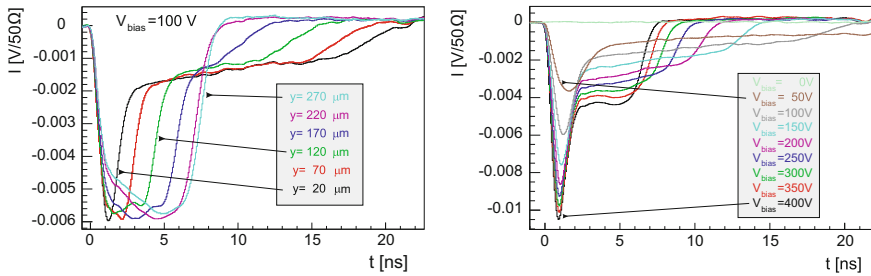 I [V/50Ω]
V_bias =100 V
0
-0.001
-0.002
-0.003
-0.004
-0.005
-0.006
y= 270 μm
y= 220 μm
y= 170 μm
y= 120 μm
y= 70 μm
y= 20 μm
0 5 10 15 20
t [ns]
I [V/50Ω]
0
-0.002
-0.004
-0.006
-0.008
-0.01
V_bias= 0V
V_bias= 50V
V_bias=100V
V_bias=150V
V_bias=200V
V_bias=250V
V_bias=300V
V_bias=350V
V_bias=400V
0 5 10 15 20
t [ns]